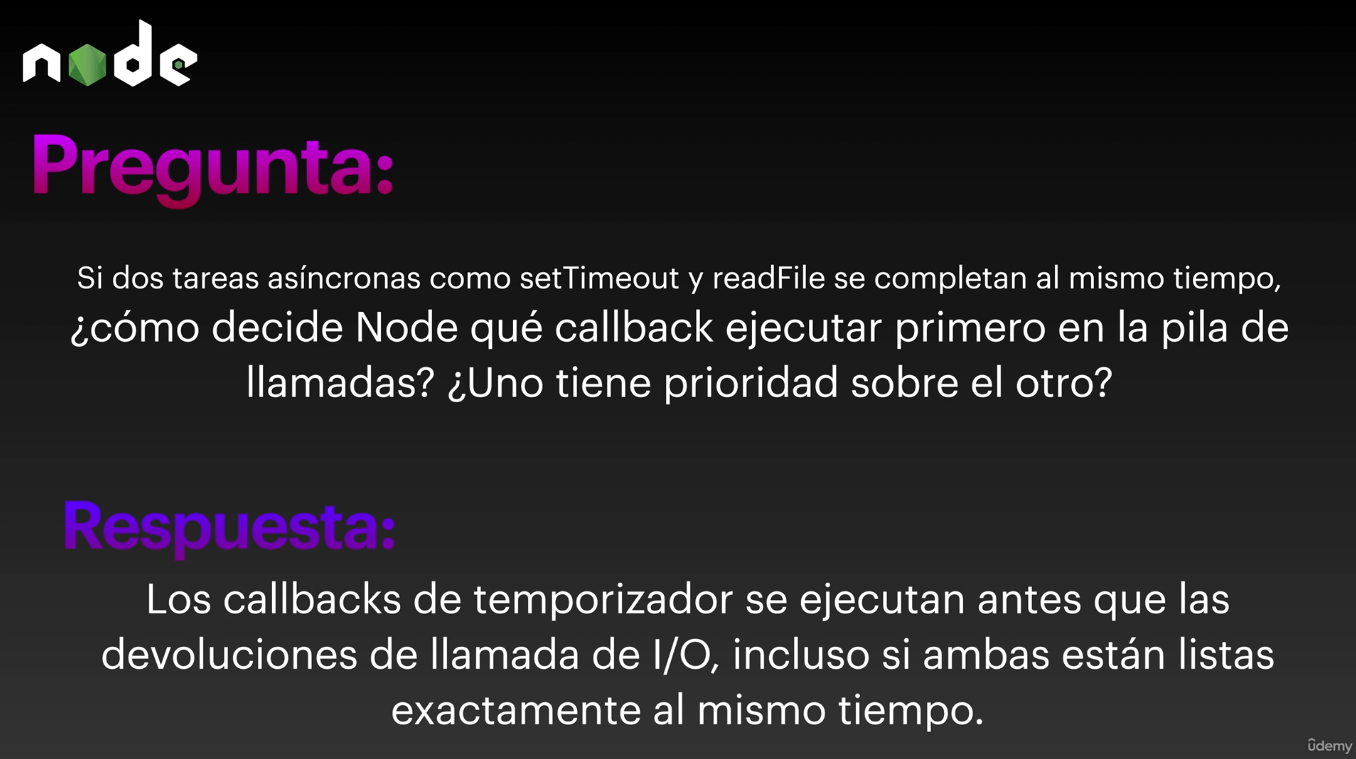 node
Pregunta:
Si dos tareas asíncronas como setTimeout y readFile se completan al mismo tiempo,
¿cómo decide Node qué callback ejecutar primero en la pila de
llamadas? ¿Uno tiene prioridad sobre el otro?
Respuesta:
Los callbacks de temporizador se ejecutan antes que las
devoluciones de llamada de I/O, incluso si ambas están listas
exactamente al mismo tiempo.
udemy